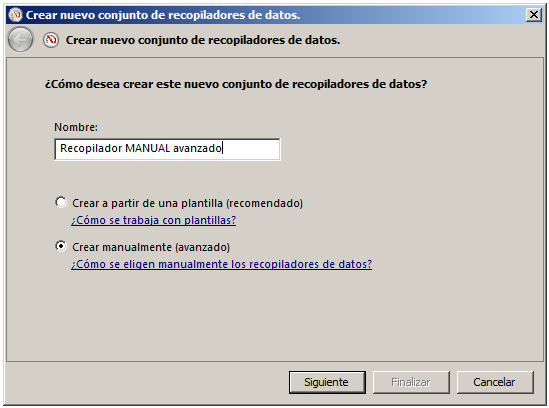 Crear nuevo conjunto de recopiladores de datos.
Crear nuevo conjunto de recopiladores de datos.
¿Cómo desea crear este nuevo conjunto de recopiladores de datos?
Nombre:
Recopilador MANUAL avanzado
Crear a partir de una plantilla (recomendado)
¿Cómo se trabaja con plantillas?
Crear manualmente (avanzado)
¿Cómo se eligen manualmente los recopiladores de datos?
Siguiente Finalizar Cancelar